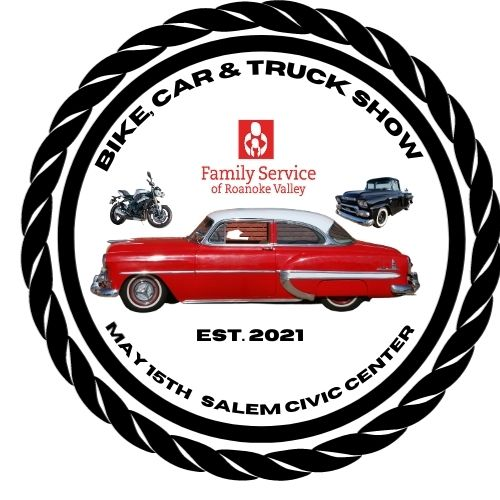 BIKE, CAR & TRUCK SHOW
Family Service
of Roanoke Valley
EST. 2021
MAY 15TH SALEM CIVIC CENTER